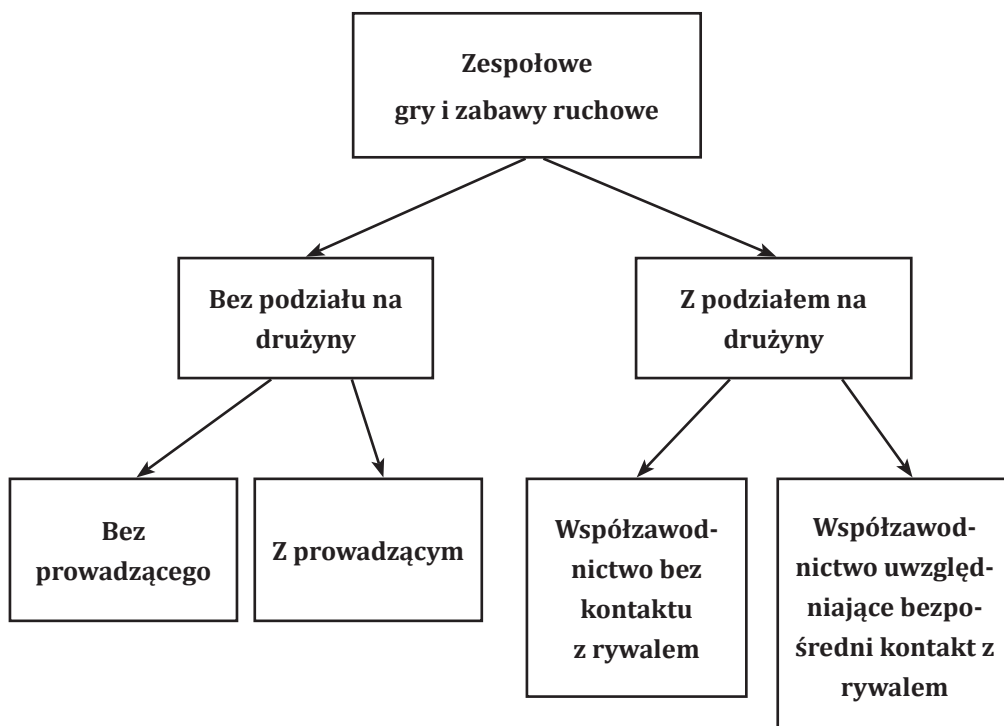 Zespołowe
gry i zabawy ruchowe
Bez podziału na
drużyny
Z podziałem na
drużyny
Bez
prowadzącego
Z prowadzącym
Współzawod-
nictwo bez
kontaktu
z rywalem
Współzawod-
nictwo uwzględ-
niające bezpo-
średni kontakt z
rywalem